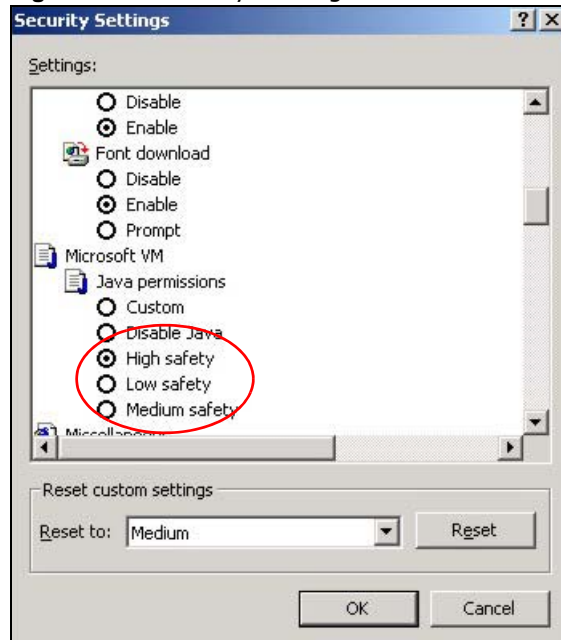 Security Settings
Settings:
Disable
Enable
Font download
Disable
Enable
Prompt
Microsoft VM
Java permissions
Custom
Disable Java
High safety
Low safety
Medium safety
Miscellaneous
Reset custom settings
Reset to: Medium Reset
OK Cancel